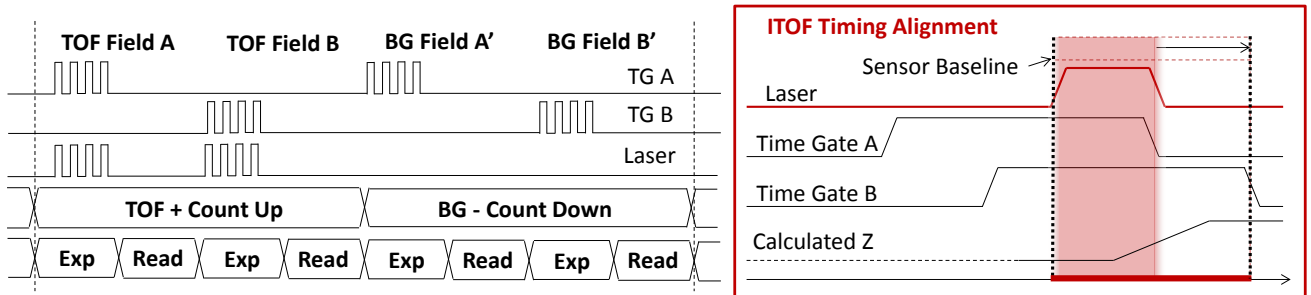 TOF Field A TOF Field B BG Field A’ BG Field B’
TG A
TG B
Laser
TOF + Count Up BG - Count Down
Exp Read Exp Read Exp Read Exp Read
ITOF Timing Alignment
Sensor Baseline
Laser
Time Gate A
Time Gate B
Calculated Z